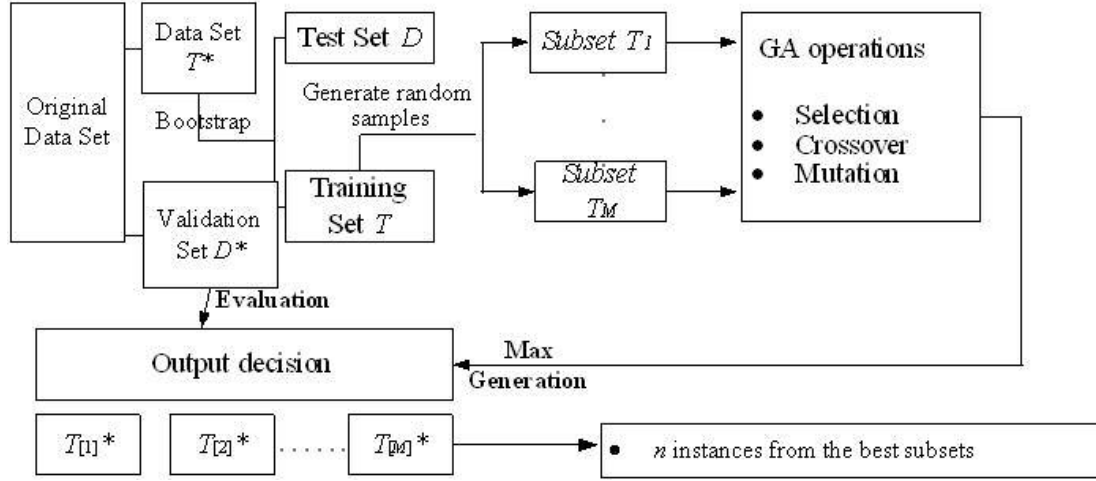 Original
Data Set
Data Set
T*
Bootstrap
Validation
Set D*
Test Set D
Training
Set T
Generate random
samples
Subset T1
Subset
TM
GA operations
● Selection
● Crossover
● Mutation
Evaluation
Output decision
Max
Generation
T[1]* T[2]* ...... T[M]*
● n instances from the best subsets